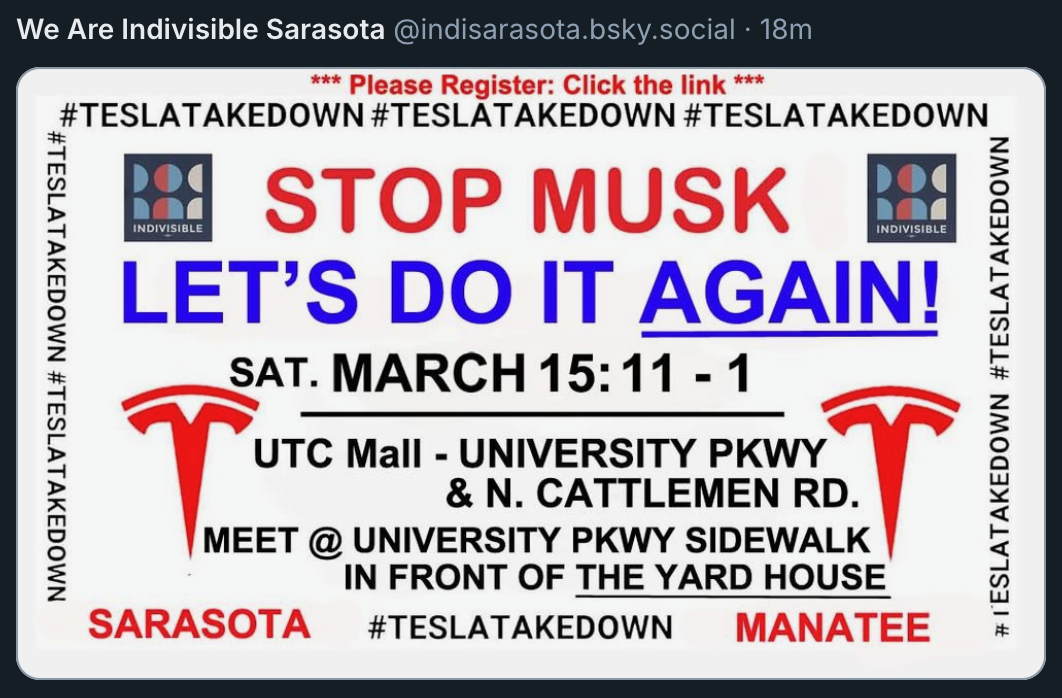 We Are Indivisible Sarasota @indisarasota.bsky.social · 18m
*** Please Register: Click the link ***
#TESLATAKEDOWN #TESLATAKEDOWN #TESLATAKEDOWN
#TESLATAKEDOWN #TESLATAKEDOWN
INDIVISIBLE
STOP MUSK
INDIVISIBLE
LET'S DO IT AGAIN!
SAT. MARCH 15: 11 - 1
UTC Mall - UNIVERSITY PKWY
& N. CATTLEMEN RD.
MEET @ UNIVERSITY PKWY SIDEWALK
IN FRONT OF THE YARD HOUSE
SARASOTA #TESLATAKEDOWN MANATEE
#TESLATAKEDOWN #TESLATAKEDOWN